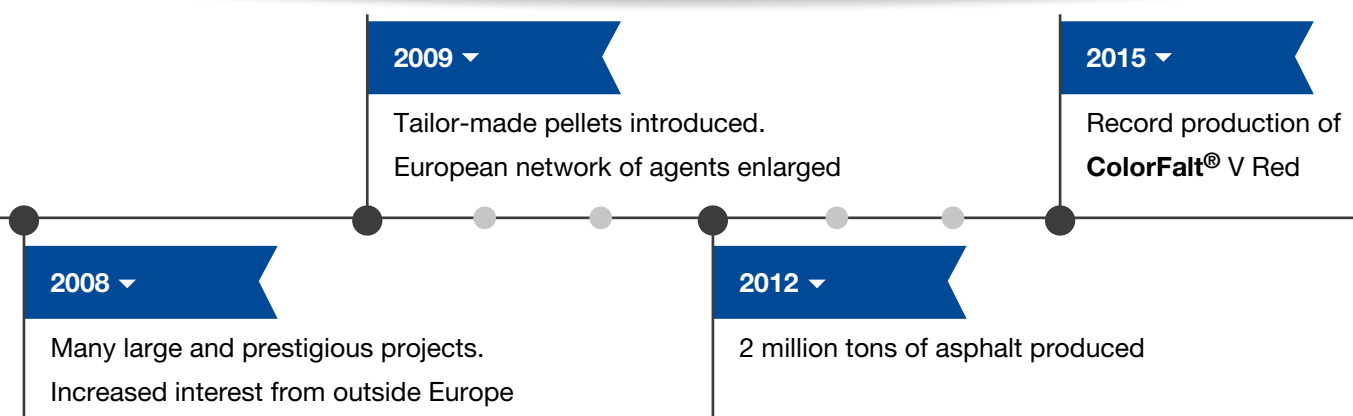 2009
Tailor-made pellets introduced.
European network of agents enlarged
2015
Record production of
ColorFalt® V Red
2008
Many large and prestigious projects.
Increased interest from outside Europe
2012
2 million tons of asphalt produced